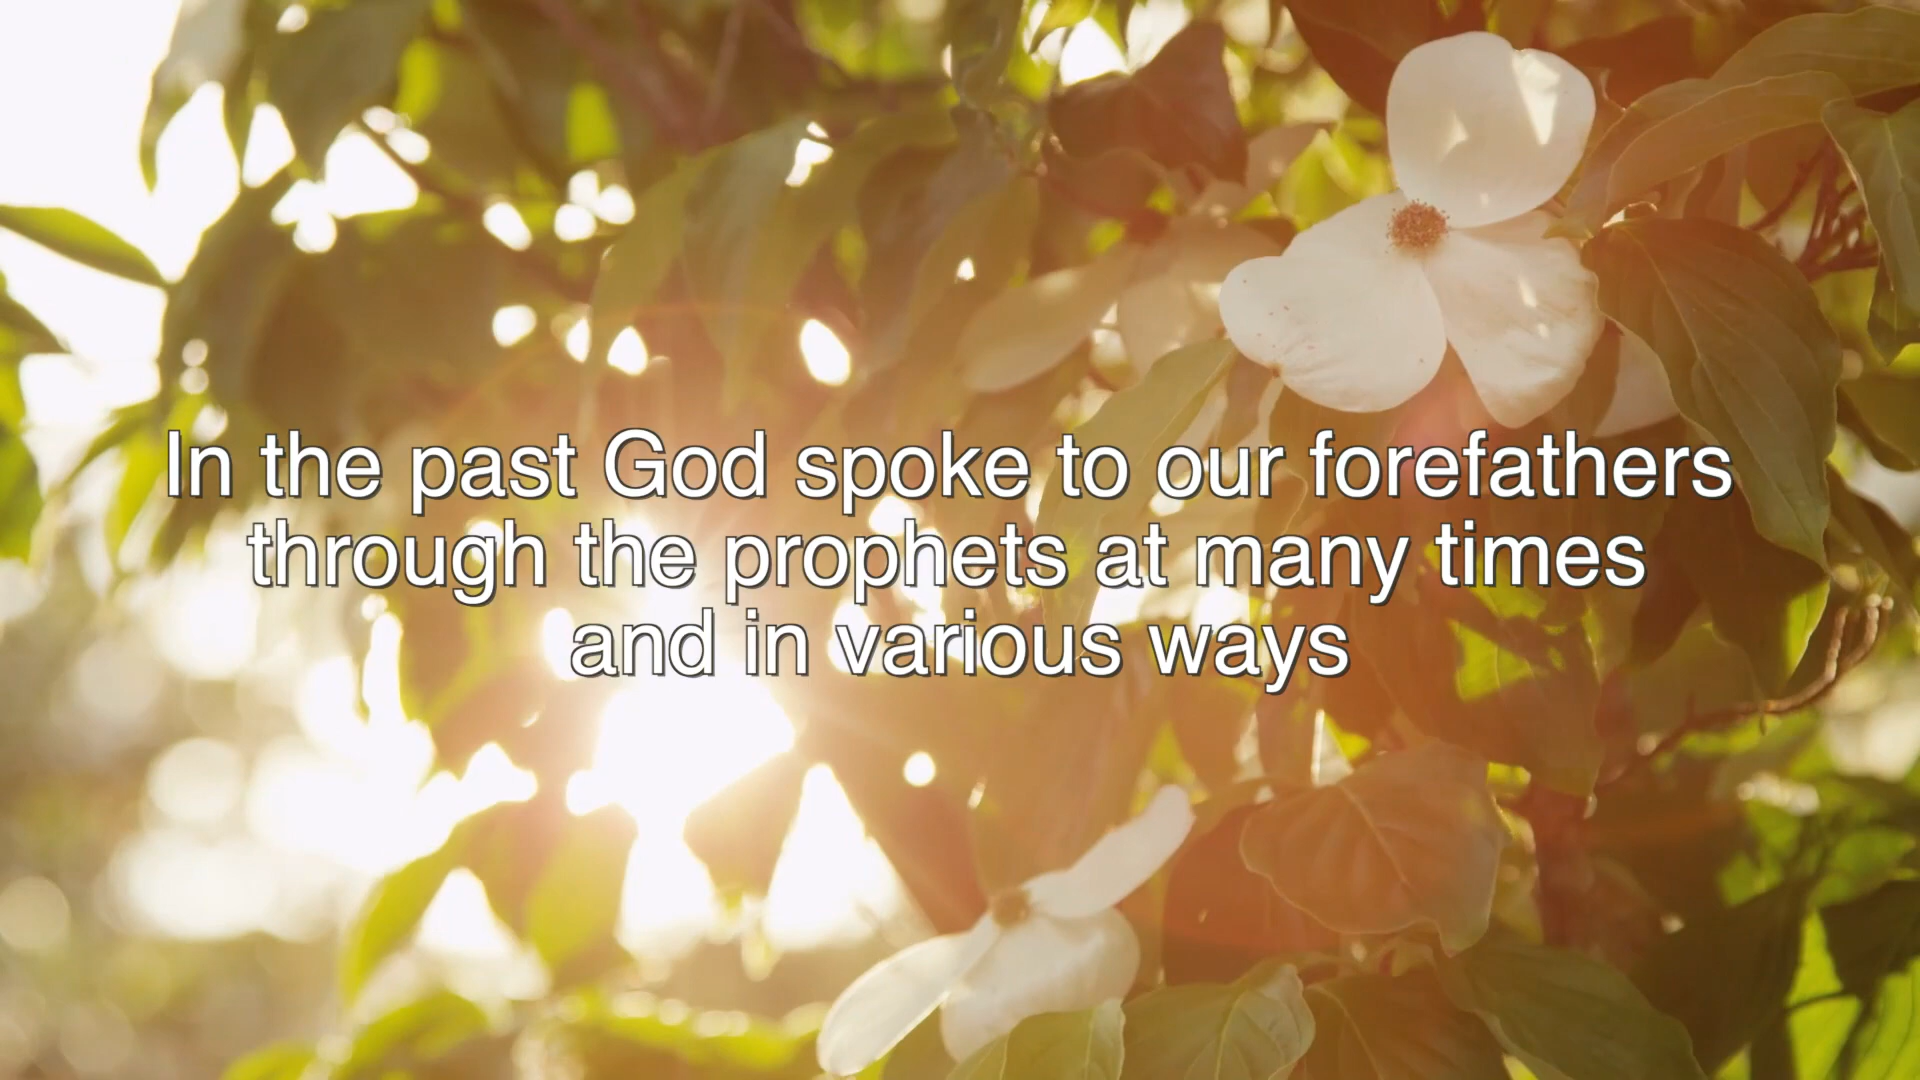 In the past God spoke to our forefathers
through the prophets at many times
and in various ways